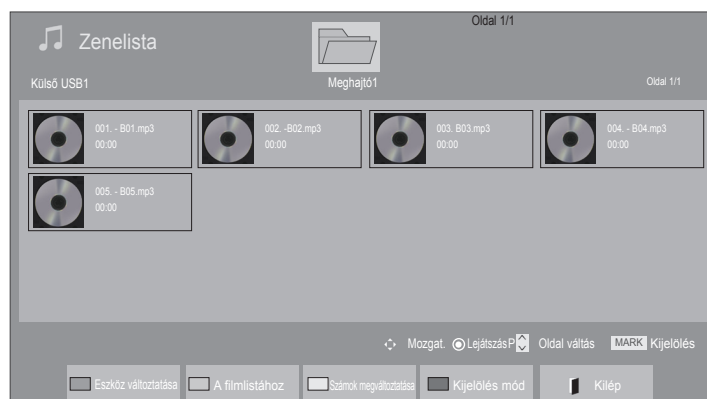 Oldal 1/1
Zenelista
Külső USB1
Meghajtó1
Oldal 1/1
001. - B01.mp3
00:00
002. -B02.mp3
00:00
003. B03.mp3
00:00
004. - B04.mp3
00:00
005. - B05.mp3
00:00
Mozgat. Lejátszás P Oldal váltás MARK Kijelölés
Eszköz változtatása A filmlistához Számok megváltoztatása Kijelölés mód Kilép